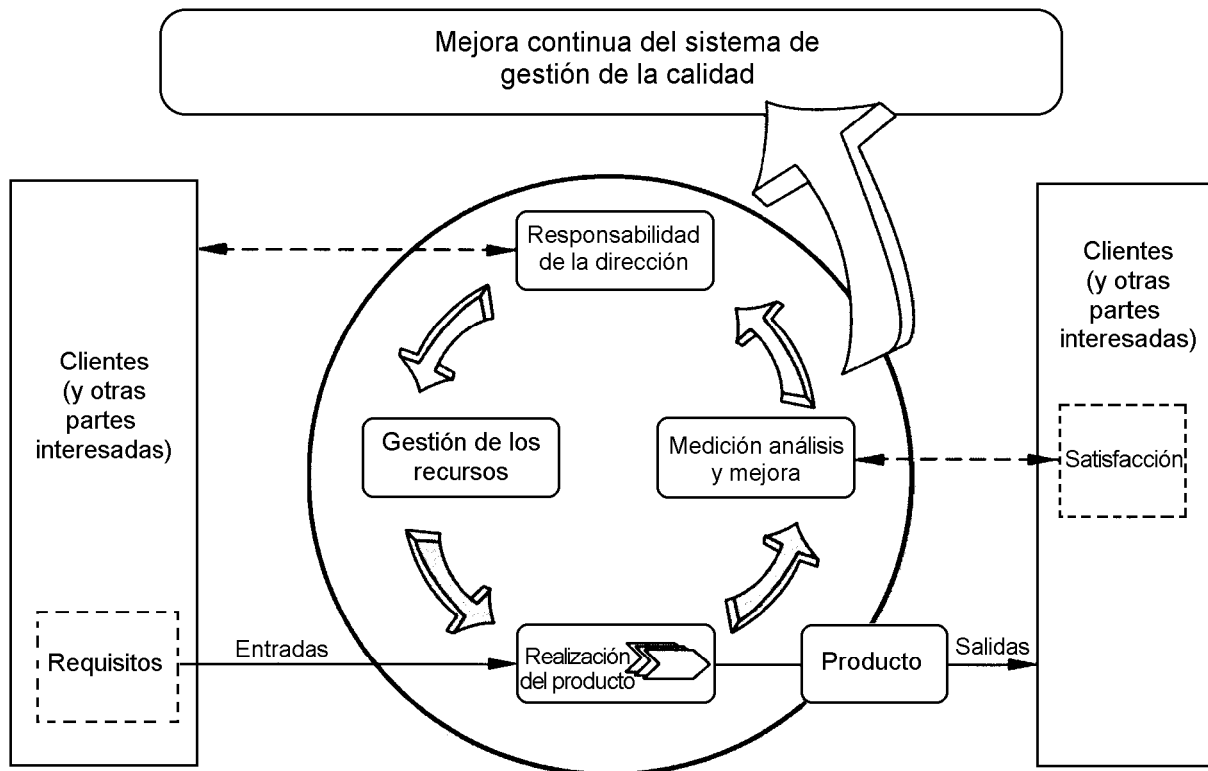 Mejora continua del sistema de
gestión de la calidad
Responsabilidad
de la dirección
Clientes
(y otras
partes
interesadas)
Clientes
(y otras
partes
interesadas)
Gestión de los
recursos
Medición análisis
y mejora
Satisfacción
Requisitos
Entradas
Realización
del producto
Producto
Salidas